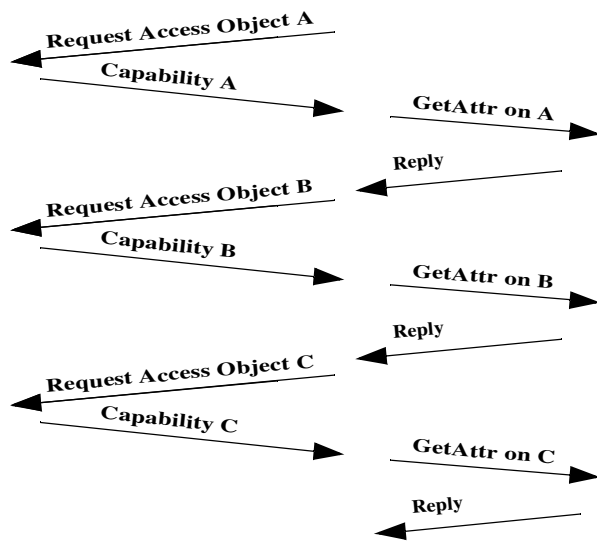 Request Access Object A
Capability A
GetAttr on A
Reply
Request Access Object B
Capability B
GetAttr on B
Reply
Request Access Object C
Capability C
GetAttr on C
Reply